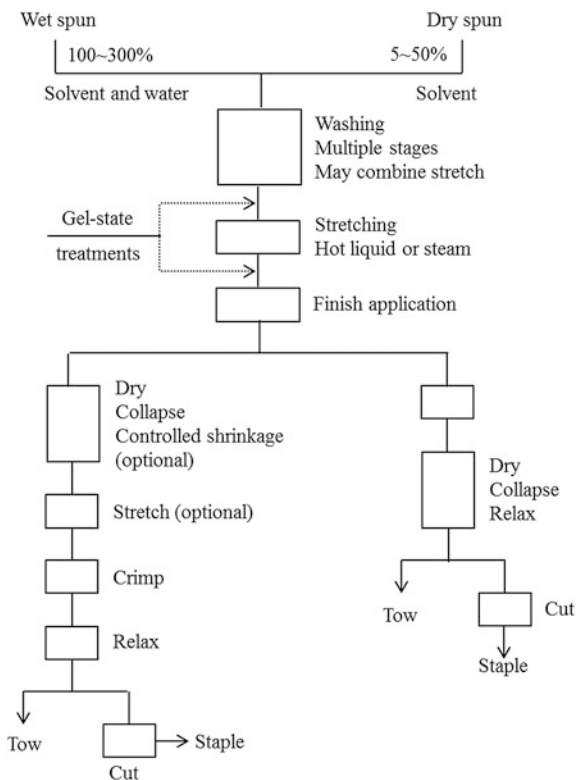 Wet spun
Dry spun
100~300%
5~50%
Solvent and water
Solvent
Washing
Multiple stages
May combine stretch
Gel-state
treatments
Stretching
Hot liquid or steam
Finish application
Dry
Collapse
Controlled shrinkage
(optional)
Stretch (optional)
Crimp
Relax
Tow
Cut
Staple
Dry
Collapse
Relax
Tow
Cut
Staple